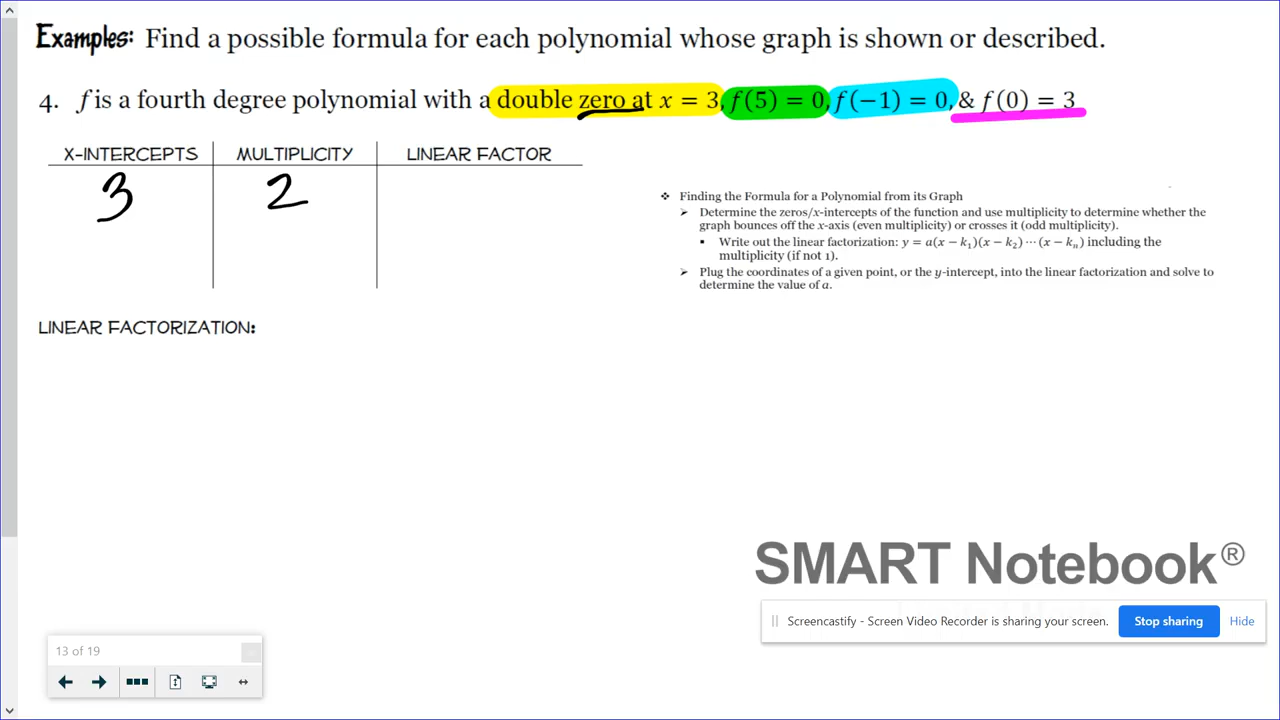 Examples: Find a possible formula for each polynomial whose graph is shown or described.
4. f is a fourth degree polynomial with a double zero at x = 3, f(5) = 0, f(−1) = 0, & f(0) = 3
X-INTERCEPTS MULTIPLICITY LINEAR FACTOR
3 2
❖ Finding the Formula for a Polynomial from its Graph
➢ Determine the zeros/x-intercepts of the function and use multiplicity to determine whether the
graph bounces off the x-axis (even multiplicity) or crosses it (odd multiplicity).
▪ Write out the linear factorization: y = a(x − k₁)(x − k₂) ⋯ (x − kₙ) including the
multiplicity (if not 1).
➢ Plug the coordinates of a given point, or the y-intercept, into the linear factorization and solve to
determine the value of a.
LINEAR FACTORIZATION:
SMART Notebook®
Screencastify - Screen Video Recorder is sharing your screen. Stop sharing Hide
13 of 19